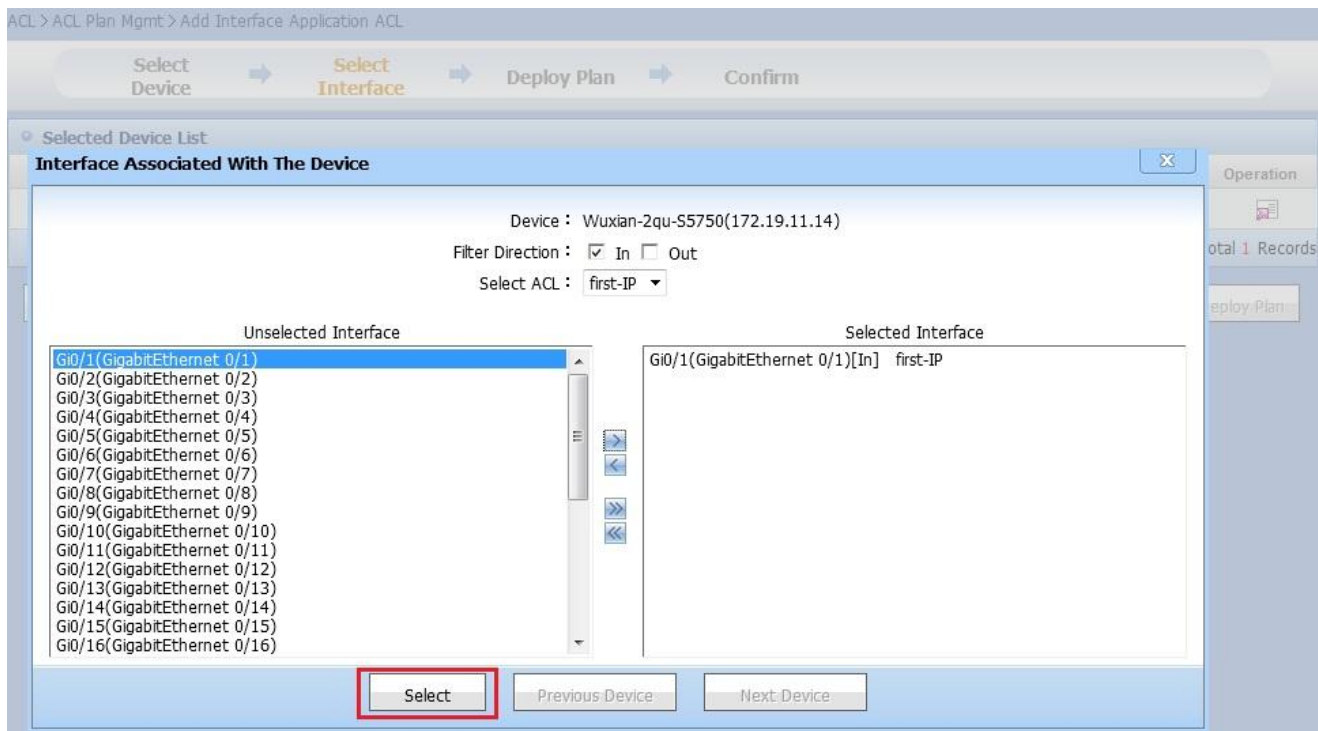 ACL > ACL Plan Mgmt > Add Interface Application ACL
Select Device
Select Interface
Deploy Plan
Confirm
Selected Device List
Interface Associated With The Device
Operation
Device : Wuxian-2qu-S5750(172.19.11.14)
Filter Direction : In Out
otal 1 Records
Select ACL : first-IP
eploy Plan
Unselected Interface
Selected Interface
Gi0/1(GigabitEthernet 0/1)
Gi0/1(GigabitEthernet 0/1)[In] first-IP
Gi0/2(GigabitEthernet 0/2)
Gi0/3(GigabitEthernet 0/3)
Gi0/4(GigabitEthernet 0/4)
Gi0/5(GigabitEthernet 0/5)
Gi0/6(GigabitEthernet 0/6)
Gi0/7(GigabitEthernet 0/7)
Gi0/8(GigabitEthernet 0/8)
Gi0/9(GigabitEthernet 0/9)
Gi0/10(GigabitEthernet 0/10)
Gi0/11(GigabitEthernet 0/11)
Gi0/12(GigabitEthernet 0/12)
Gi0/13(GigabitEthernet 0/13)
Gi0/14(GigabitEthernet 0/14)
Gi0/15(GigabitEthernet 0/15)
Gi0/16(GigabitEthernet 0/16)
Select
Previous Device
Next Device